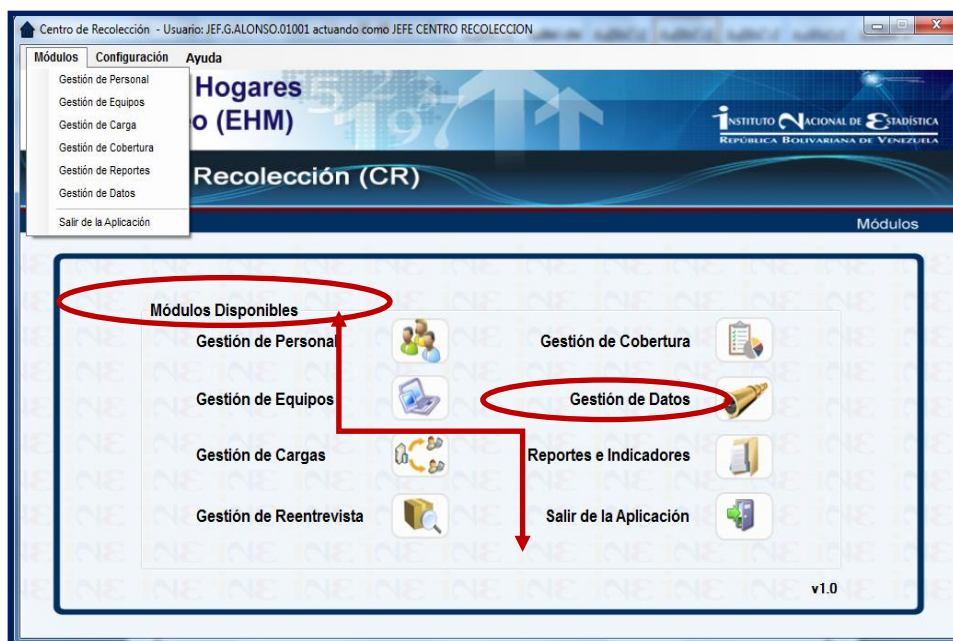 Centro de Recolección - Usuario: JEF.G.ALONSO.01001 actuando como JEFE CENTRO RECOLECCION
Módulos Configuración Ayuda
Gestión de Personal
Gestión de Equipos
Gestión de Carga
Gestión de Cobertura
Gestión de Reportes
Gestión de Datos
Salir de la Aplicación
Hogares
o (EHM)
INSTITUTO NACIONAL DE ESTADÍSTICA
REPÚBLICA BOLIVARIANA DE VENEZUELA
Recolección (CR)
Módulos
Módulos Disponibles
Gestión de Personal
Gestión de Cobertura
Gestión de Equipos
Gestión de Datos
Gestión de Cargas
Reportes e Indicadores
Gestión de Reentrevista
Salir de la Aplicación
v1.0